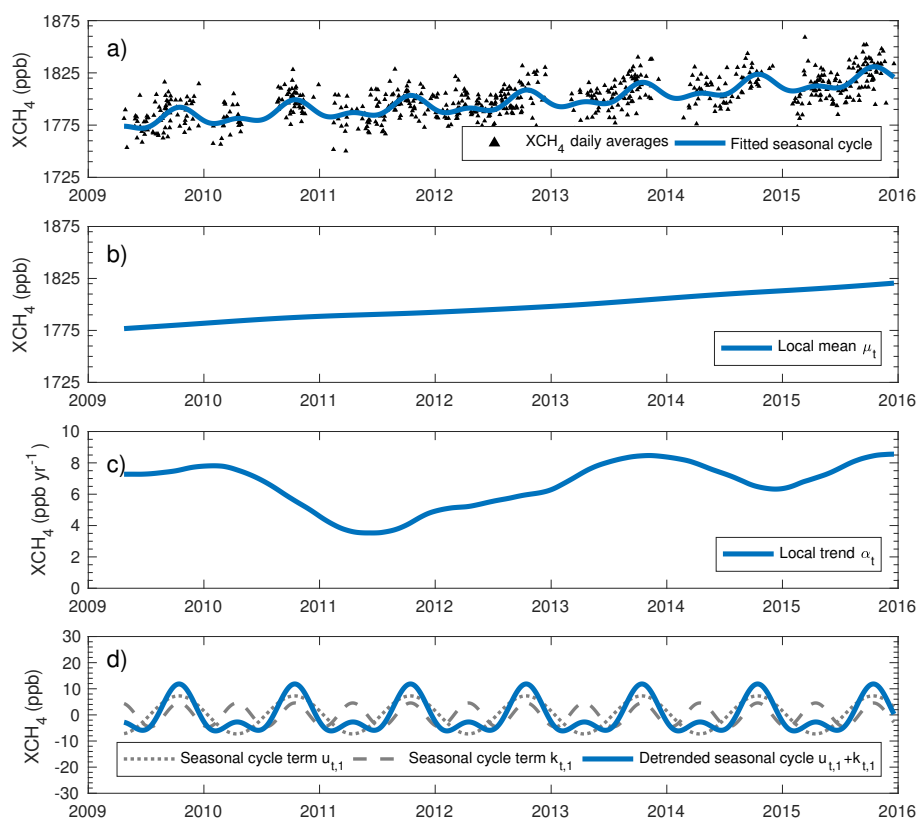 1875
1825
1775
1725
XCH4 (ppb)
a)
XCH4 daily averages Fitted seasonal cycle
2009 2010 2011 2012 2013 2014 2015 2016
1875
1825
1775
1725
XCH4 (ppb)
b)
Local mean μt
2009 2010 2011 2012 2013 2014 2015 2016
10
8
6
4
2
0
XCH4 (ppb yr-1)
c)
Local trend αt
2009 2010 2011 2012 2013 2014 2015 2016
30
20
10
0
-10
-20
-30
XCH4 (ppb)
d)
Seasonal cycle term ut,1 Seasonal cycle term kt,1 Detrended seasonal cycle ut,1+kt,1
2009 2010 2011 2012 2013 2014 2015 2016